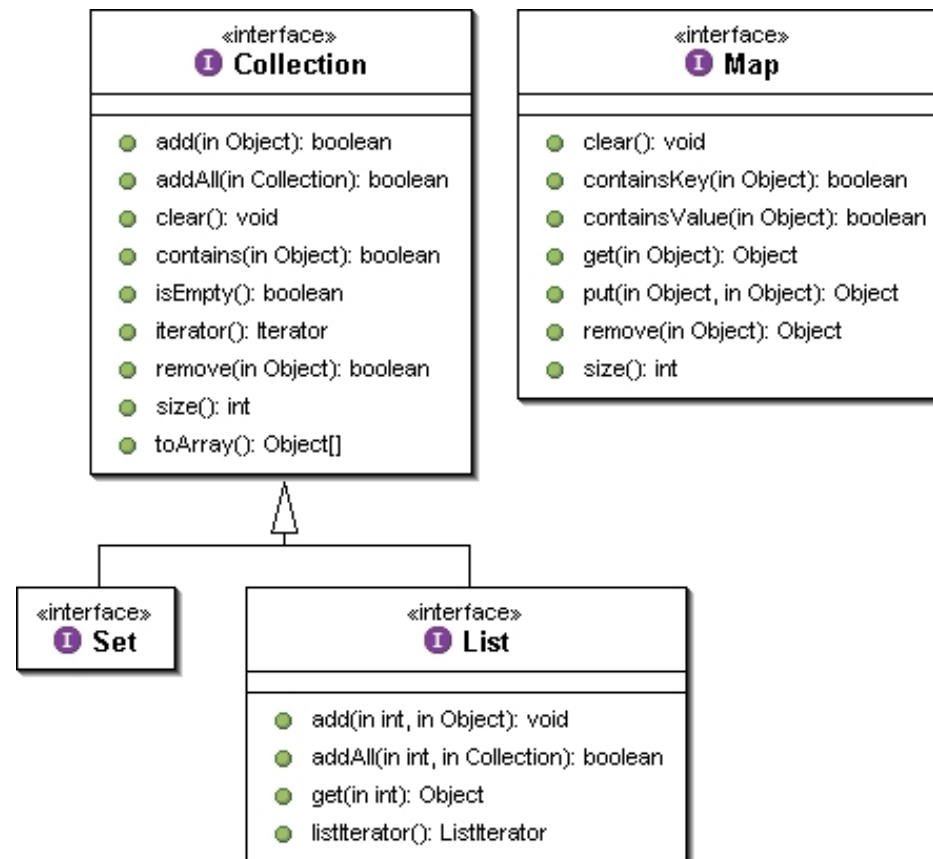 «interface»
I Collection
add(in Object): boolean
addAll(in Collection): boolean
clear(): void
contains(in Object): boolean
isEmpty(): boolean
iterator(): Iterator
remove(in Object): boolean
size(): int
toArray(): Object[]
«interface»
I Map
clear(): void
containsKey(in Object): boolean
containsValue(in Object): boolean
get(in Object): Object
put(in Object, in Object): Object
remove(in Object): Object
size(): int
«interface»
I Set
«interface»
I List
add(in int, in Object): void
addAll(in int, in Collection): boolean
get(in int): Object
listIterator(): ListIterator